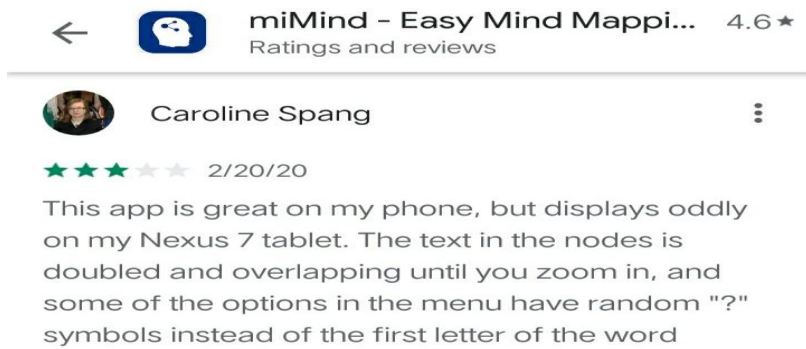 miMind - Easy Mind Mappi... 4.6★
Ratings and reviews
Caroline Spang
2/20/20
This app is great on my phone, but displays oddly
on my Nexus 7 tablet. The text in the nodes is
doubled and overlapping until you zoom in, and
some of the options in the menu have random "?"
symbols instead of the first letter of the word